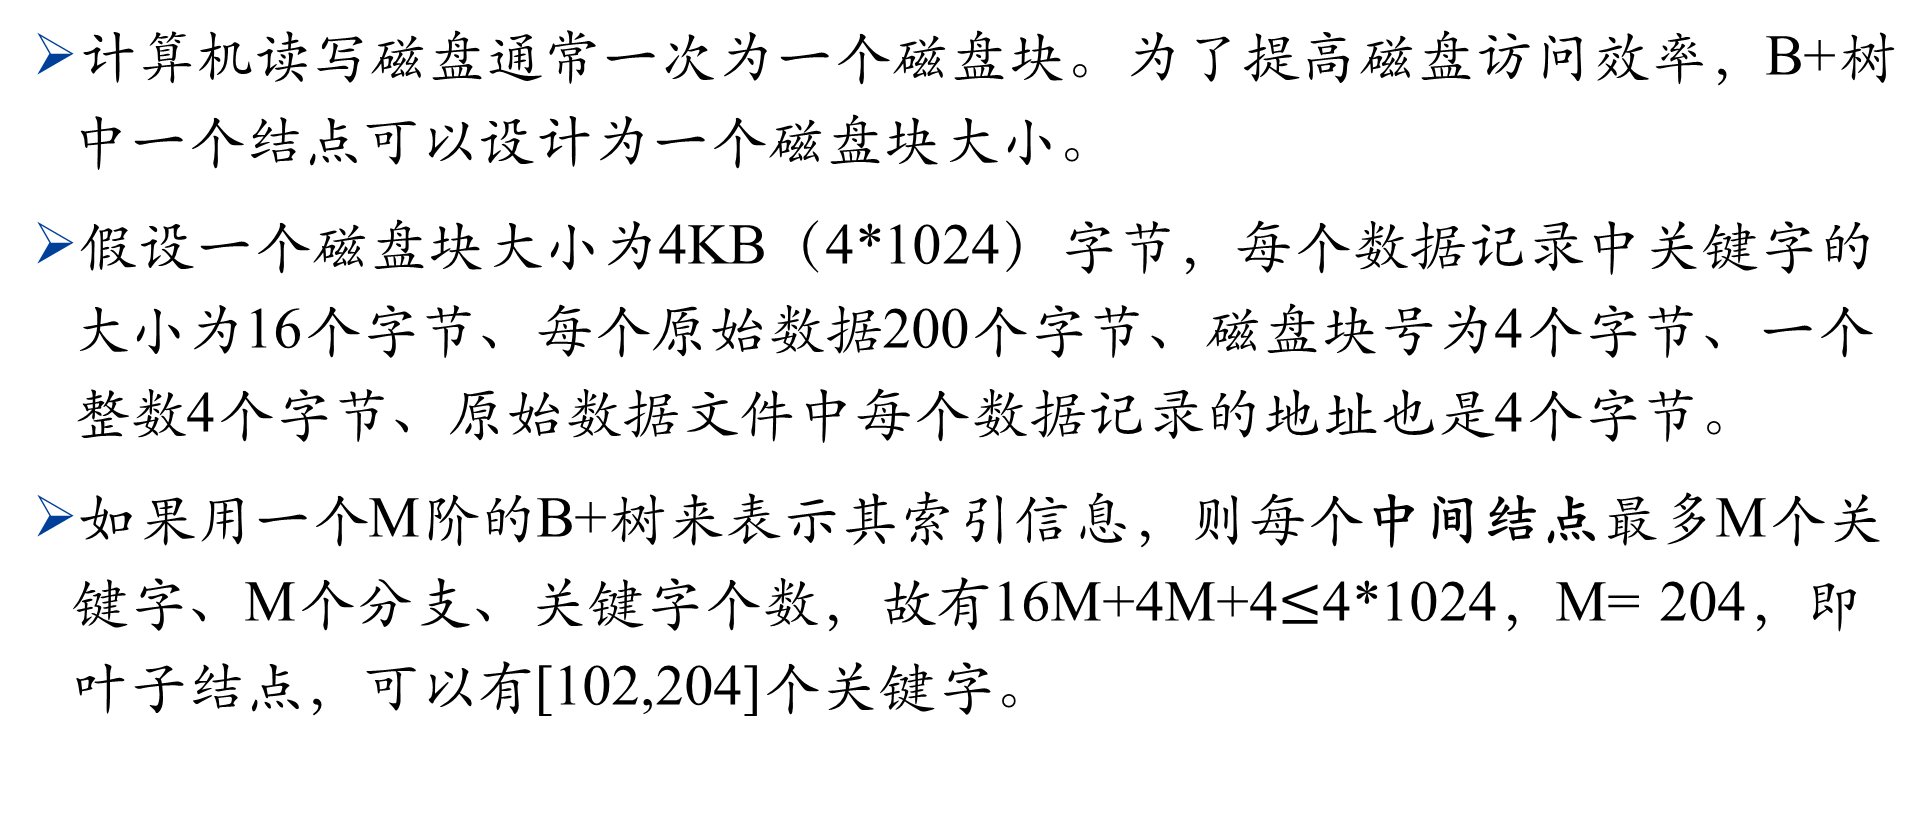 ➢计算机读写磁盘通常一次为一个磁盘块。为了提高磁盘访问效率，B+树
中一个结点可以设计为一个磁盘块大小。
➢假设一个磁盘块大小为4KB（4*1024）字节，每个数据记录中关键字的
大小为16个字节、每个原始数据200个字节、磁盘块号为4个字节、一个
整数4个字节、原始数据文件中每个数据记录的地址也是4个字节。
➢如果用一个M阶的B+树来表示其索引信息，则每个中间结点最多M个关
键字、M个分支、关键字个数，故有16M+4M+4≤4*1024，M= 204，即
叶子结点，可以有[102,204]个关键字。